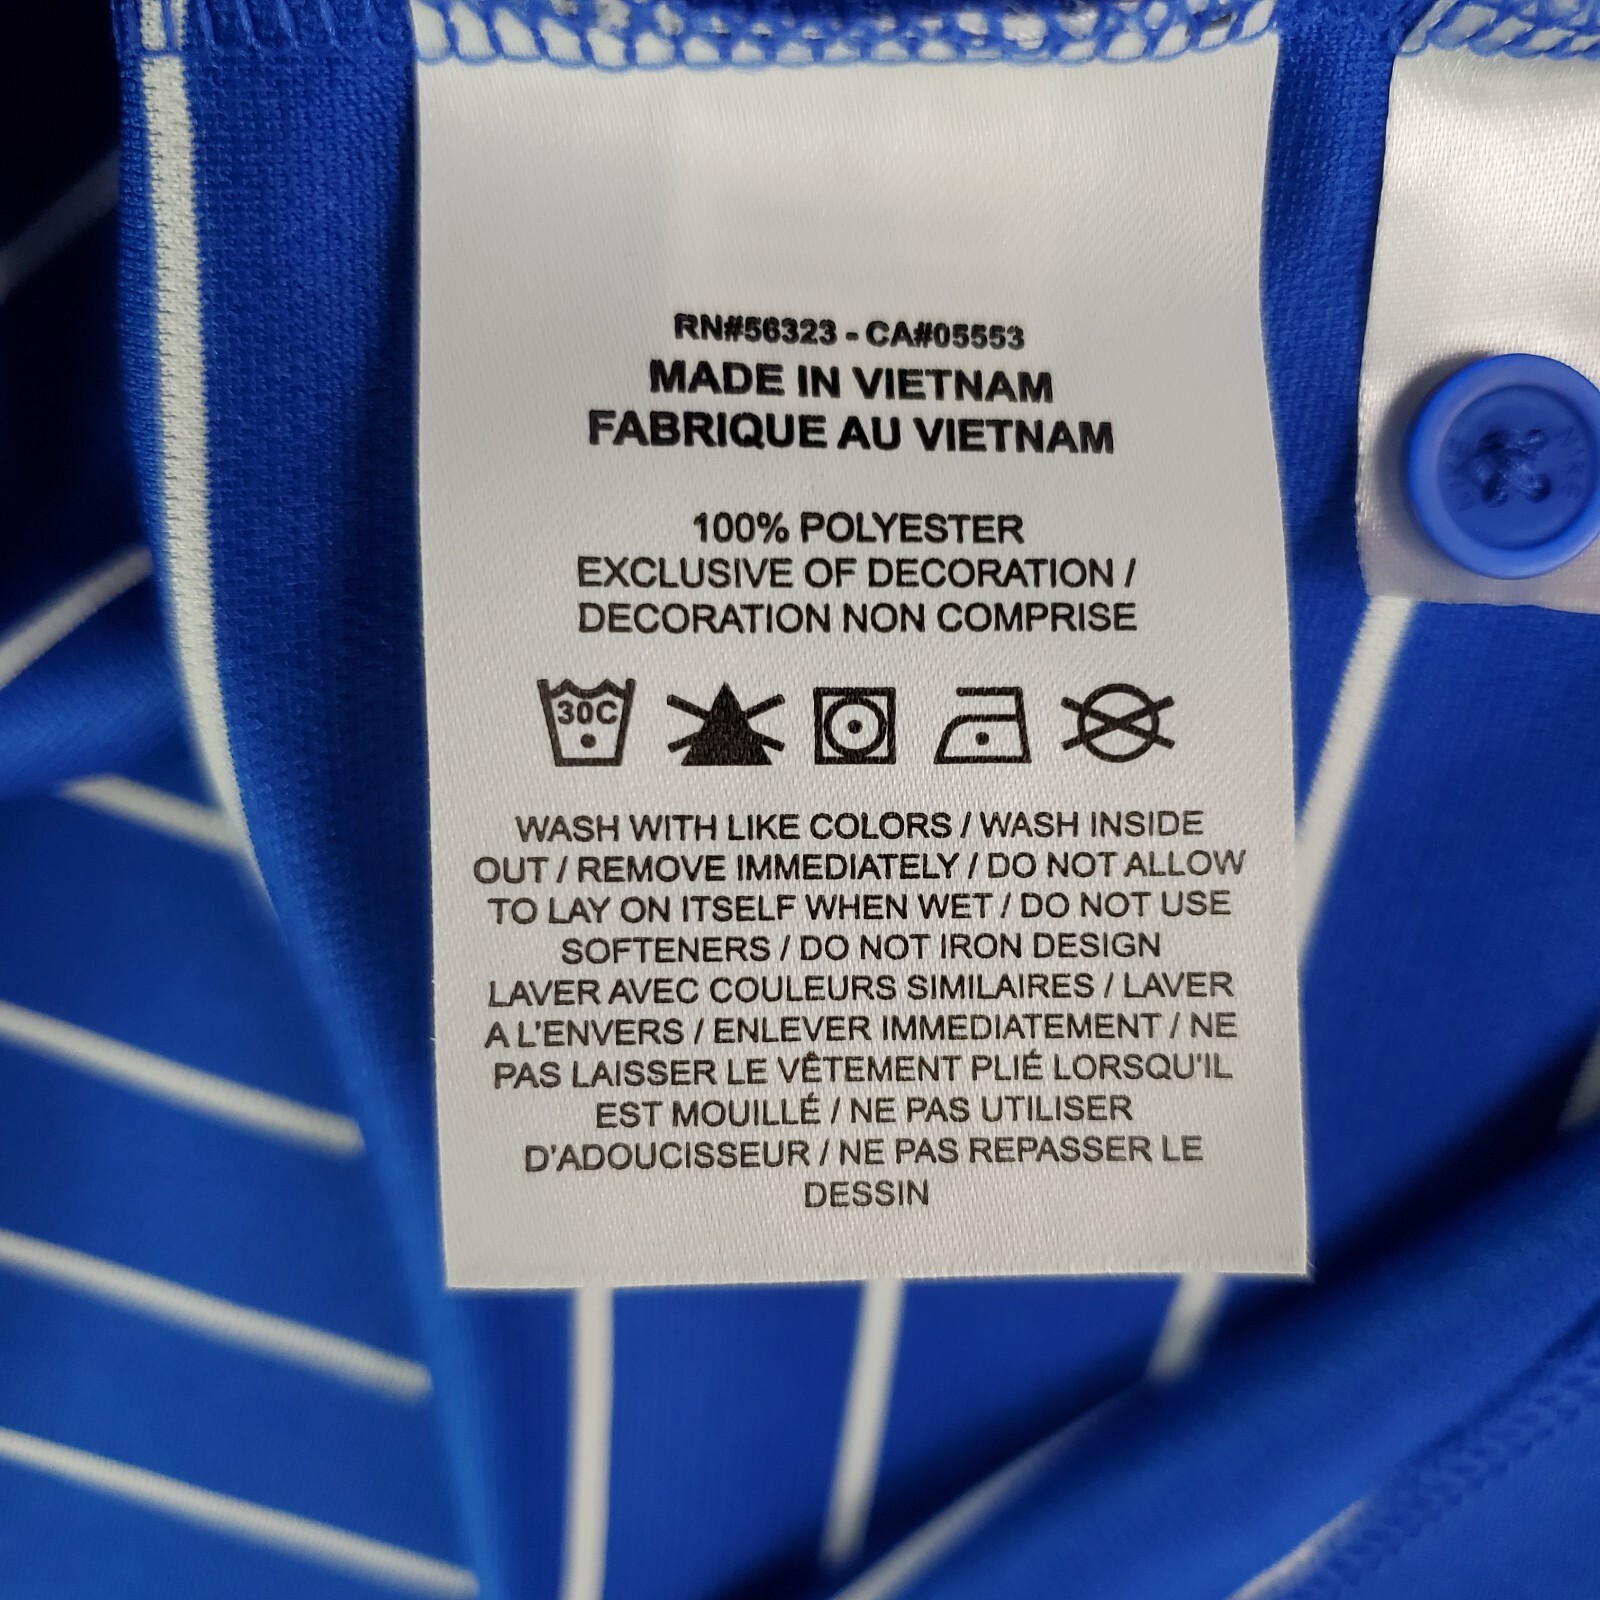 RN#56323 - CA#05553
MADE IN VIETNAM
FABRIQUE AU VIETNAM
100% POLYESTER
EXCLUSIVE OF DECORATION /
DECORATION NON COMPRISE
30C
WASH WITH LIKE COLORS / WASH INSIDE
OUT / REMOVE IMMEDIATELY / DO NOT ALLOW
TO LAY ON ITSELF WHEN WET / DO NOT USE
SOFTENERS / DO NOT IRON DESIGN
LAVER AVEC COULEURS SIMILAIRES / LAVER
A L'ENVERS / ENLEVER IMMEDIATEMENT / NE
PAS LAISSER LE VÊTEMENT PLIÉ LORSQU'IL
EST MOUILLÉ / NE PAS UTILISER
D'ADOUCISSEUR / NE PAS REPASSER LE
DESSIN
NIKE